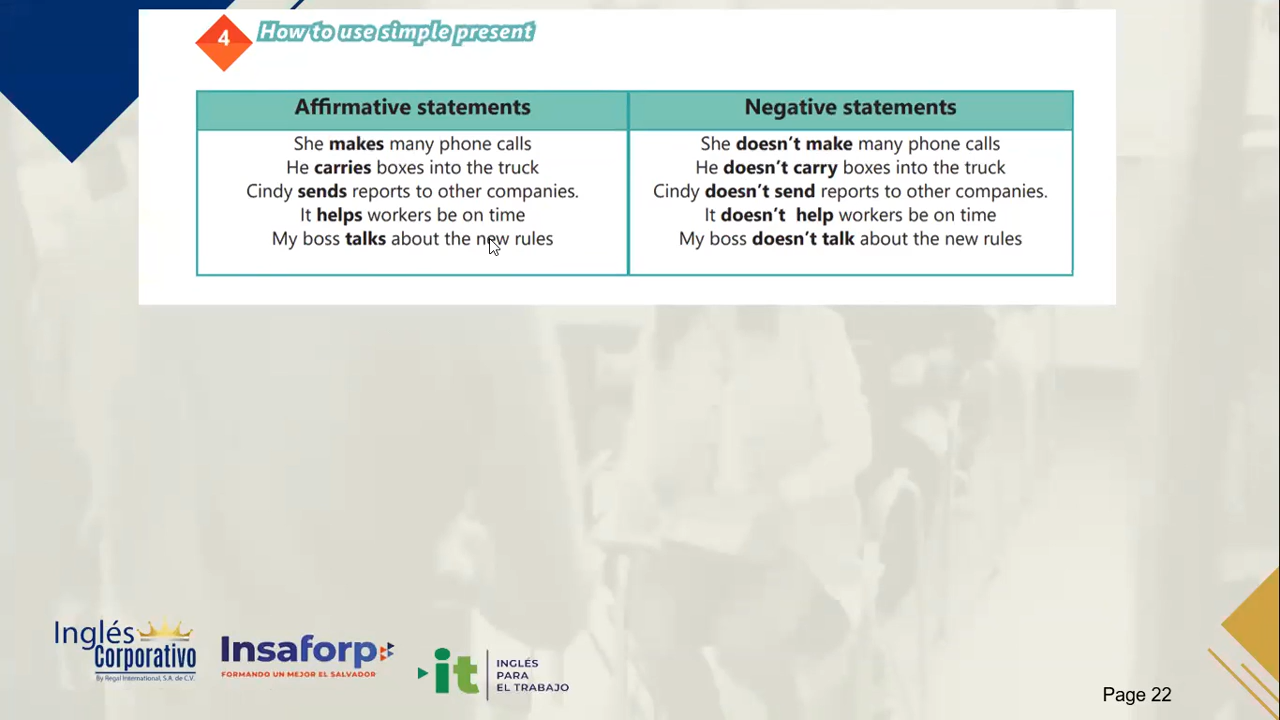 4
How to use simple present
Affirmative statements
She makes many phone calls
He carries boxes into the truck
Cindy sends reports to other companies.
It helps workers be on time
My boss talks about the new rules
Negative statements
She doesn’t make many phone calls
He doesn’t carry boxes into the truck
Cindy doesn’t send reports to other companies.
It doesn’t help workers be on time
My boss doesn’t talk about the new rules
Inglés
Corporativo
By Regal International, S.A. de C.V.
Insaforp
FORMANDO UN MEJOR EL SALVADOR
it
INGLÉS
PARA
EL TRABAJO
Page 22